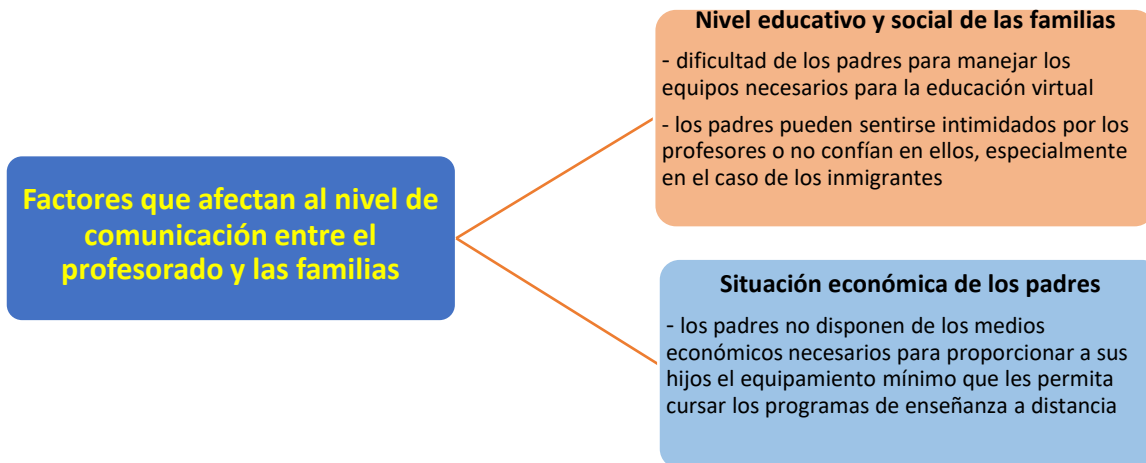 Factores que afectan al nivel de
comunicación entre el
profesorado y las familias
Nivel educativo y social de las familias
- dificultad de los padres para manejar los
equipos necesarios para la educación virtual
- los padres pueden sentirse intimidados por los
profesores o no confían en ellos, especialmente
en el caso de los inmigrantes
Situación económica de los padres
- los padres no disponen de los medios
económicos necesarios para proporcionar a sus
hijos el equipamiento mínimo que les permita
cursar los programas de enseñanza a distancia